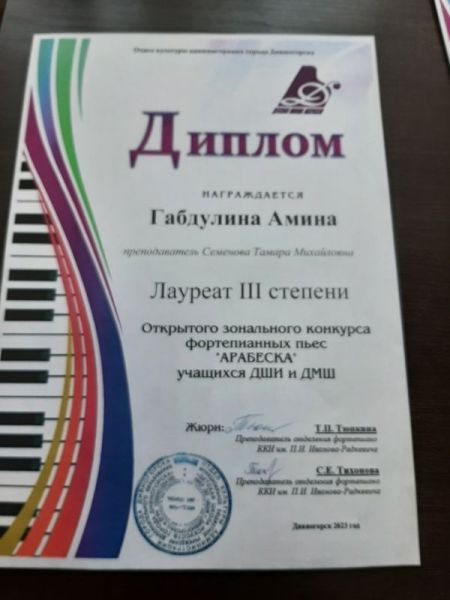 Отдел культуры администрации города Дивногорска
Диплом
НАГРАЖДАЕТСЯ
Габдулина Амина
преподаватель Семенова Тамара Михайловна
Лауреат III степени
Открытого зонального конкурса
фортепианных пьес
"АРАБЕСКА"
учащихся ДШИ и ДМШ
Жюри:
Т.П. Тюпкина
Преподаватель отделения фортепиано
ККИ им. П.И. Иванова-Радкевича
С.Е. Тихонова
Преподаватель отделения фортепиано
ККИ им. П.И. Иванова-Радкевича
Дивногорск 2023 год